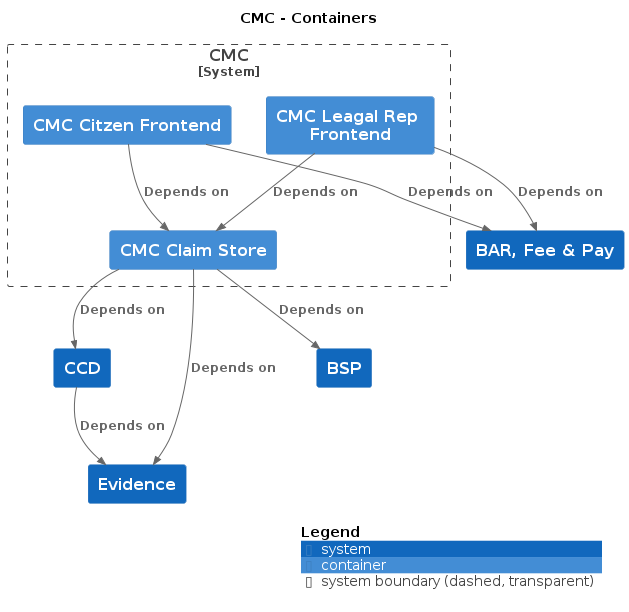 CMC - Containers
CMC
[System]
CMC Citzen Frontend
CMC Leagal Rep
Frontend
Depends on
Depends on
Depends on
Depends on
CMC Claim Store
BAR, Fee & Pay
Depends on
Depends on
Depends on
CCD
BSP
Depends on
Evidence
Legend
system
container
system boundary (dashed, transparent)